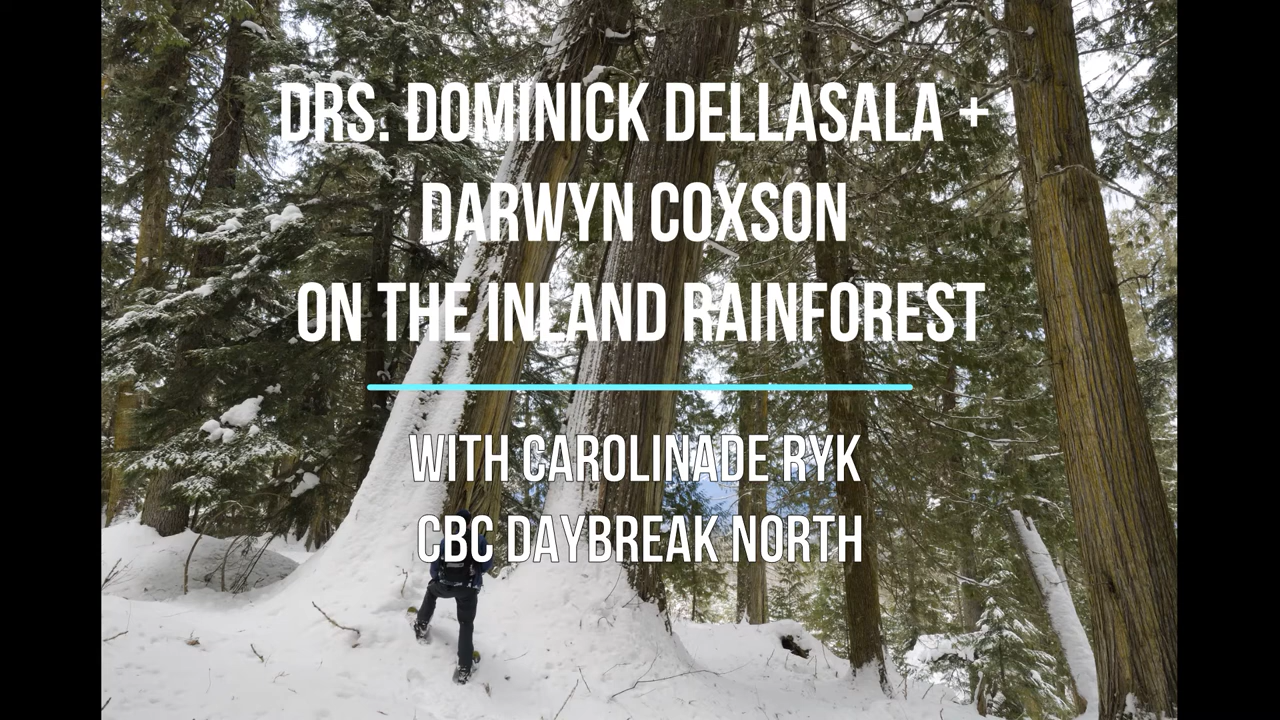 DRS. DOMINICK DELLASALA +
DARWYN COXSON
ON THE INLAND RAINFOREST
WITH CAROLINADE RYK
CBC DAYBREAK NORTH